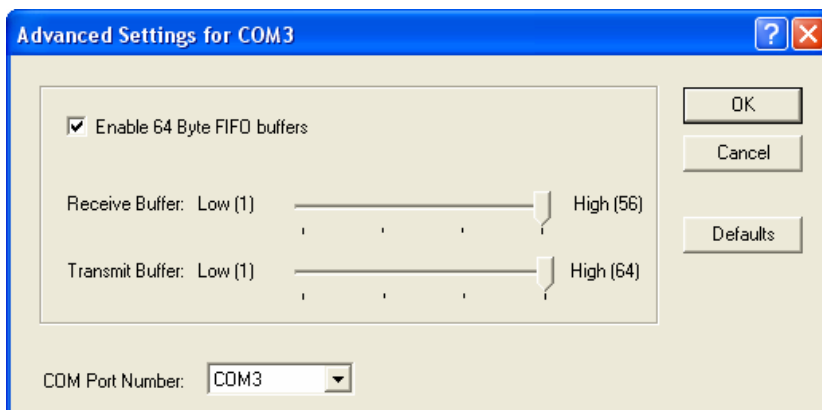 Advanced Settings for COM3
Enable 64 Byte FIFO buffers
OK
Cancel
Receive Buffer: Low (1) High (56)
Defaults
Transmit Buffer: Low (1) High (64)
COM Port Number: COM3